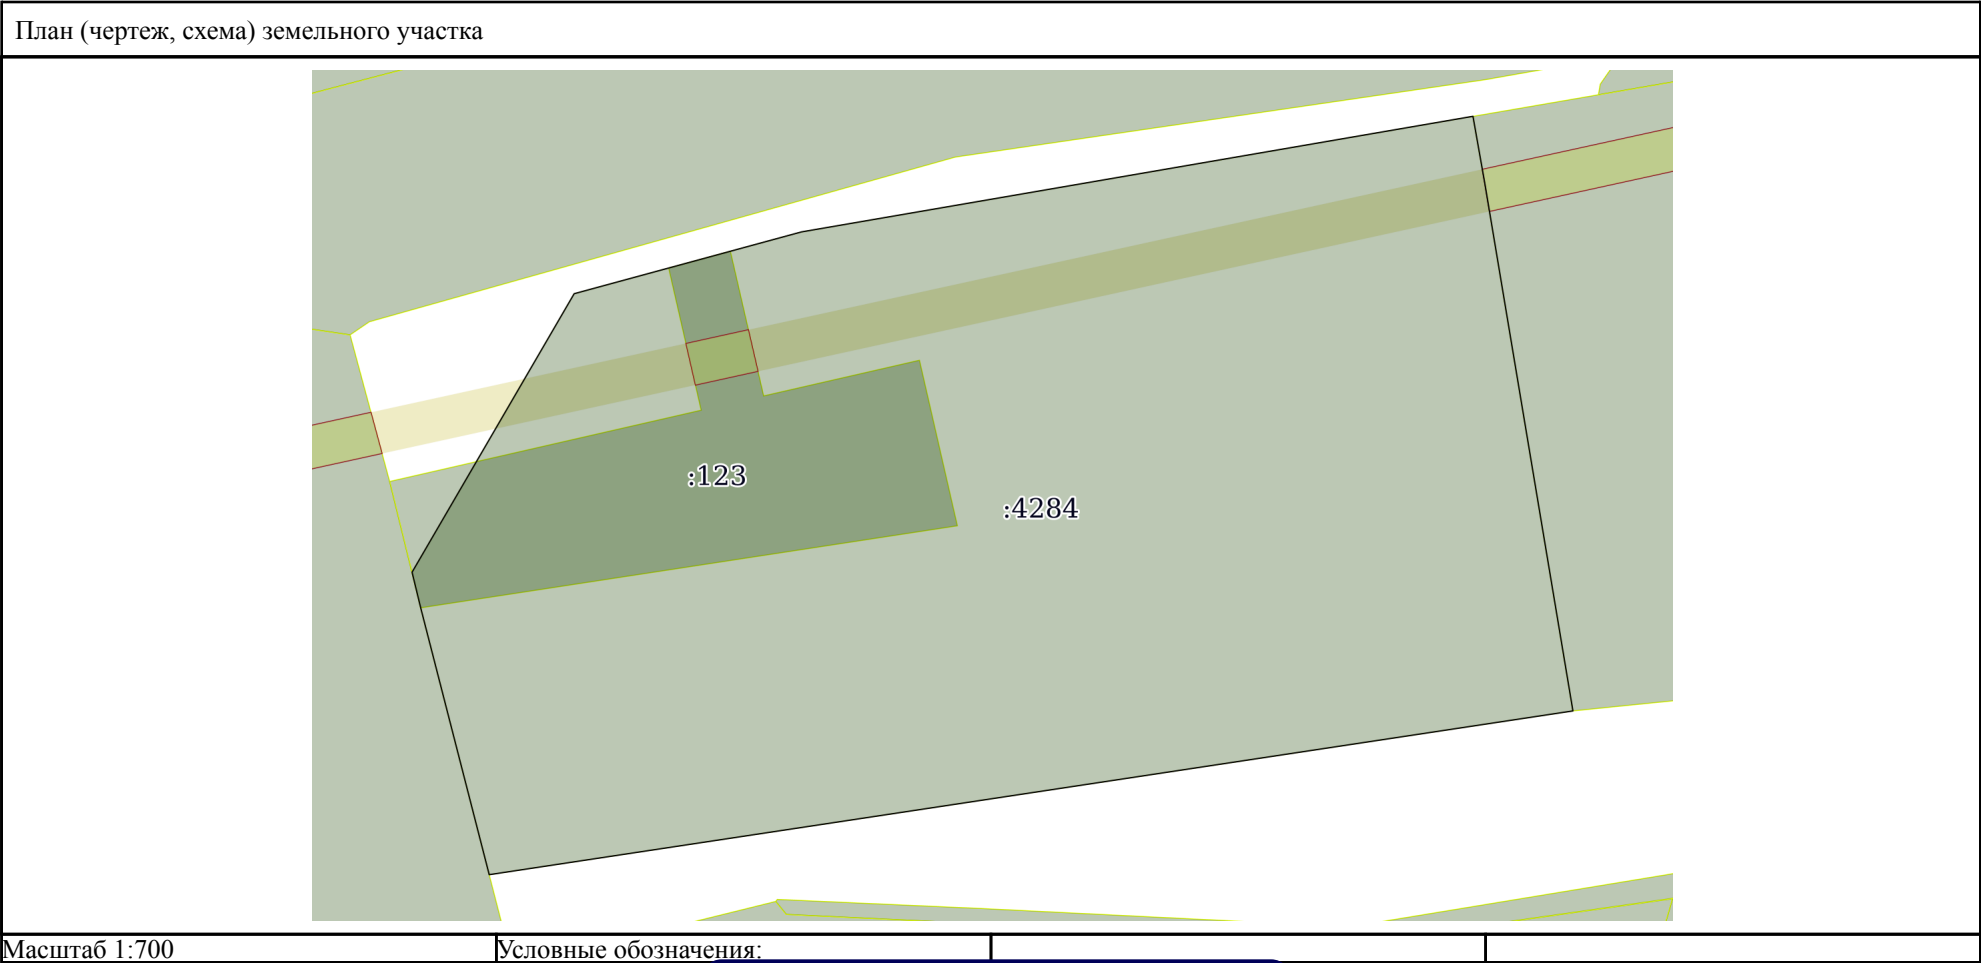 План (чертеж, схема) земельного участка
:123
:4284
Масштаб 1:700
Условные обозначения: